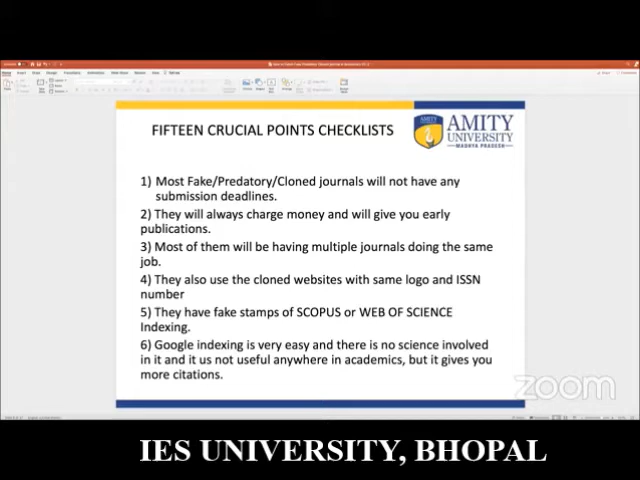 FIFTEEN CRUCIAL POINTS CHECKLISTS
AMITY
UNIVERSITY
MADHYA PRADESH
1) Most Fake/Predatory/Cloned journals will not have any
submission deadlines.
2) They will always charge money and will give you early
publications.
3) Most of them will be having multiple journals doing the same
job.
4) They also use the cloned websites with same logo and ISSN
number
5) They have fake stamps of SCOPUS or WEB OF SCIENCE
Indexing.
6) Google indexing is very easy and there is no science involved
in it and it us not useful anywhere in academics, but it gives you
more citations.
zoom
IES UNIVERSITY, BHOPAL